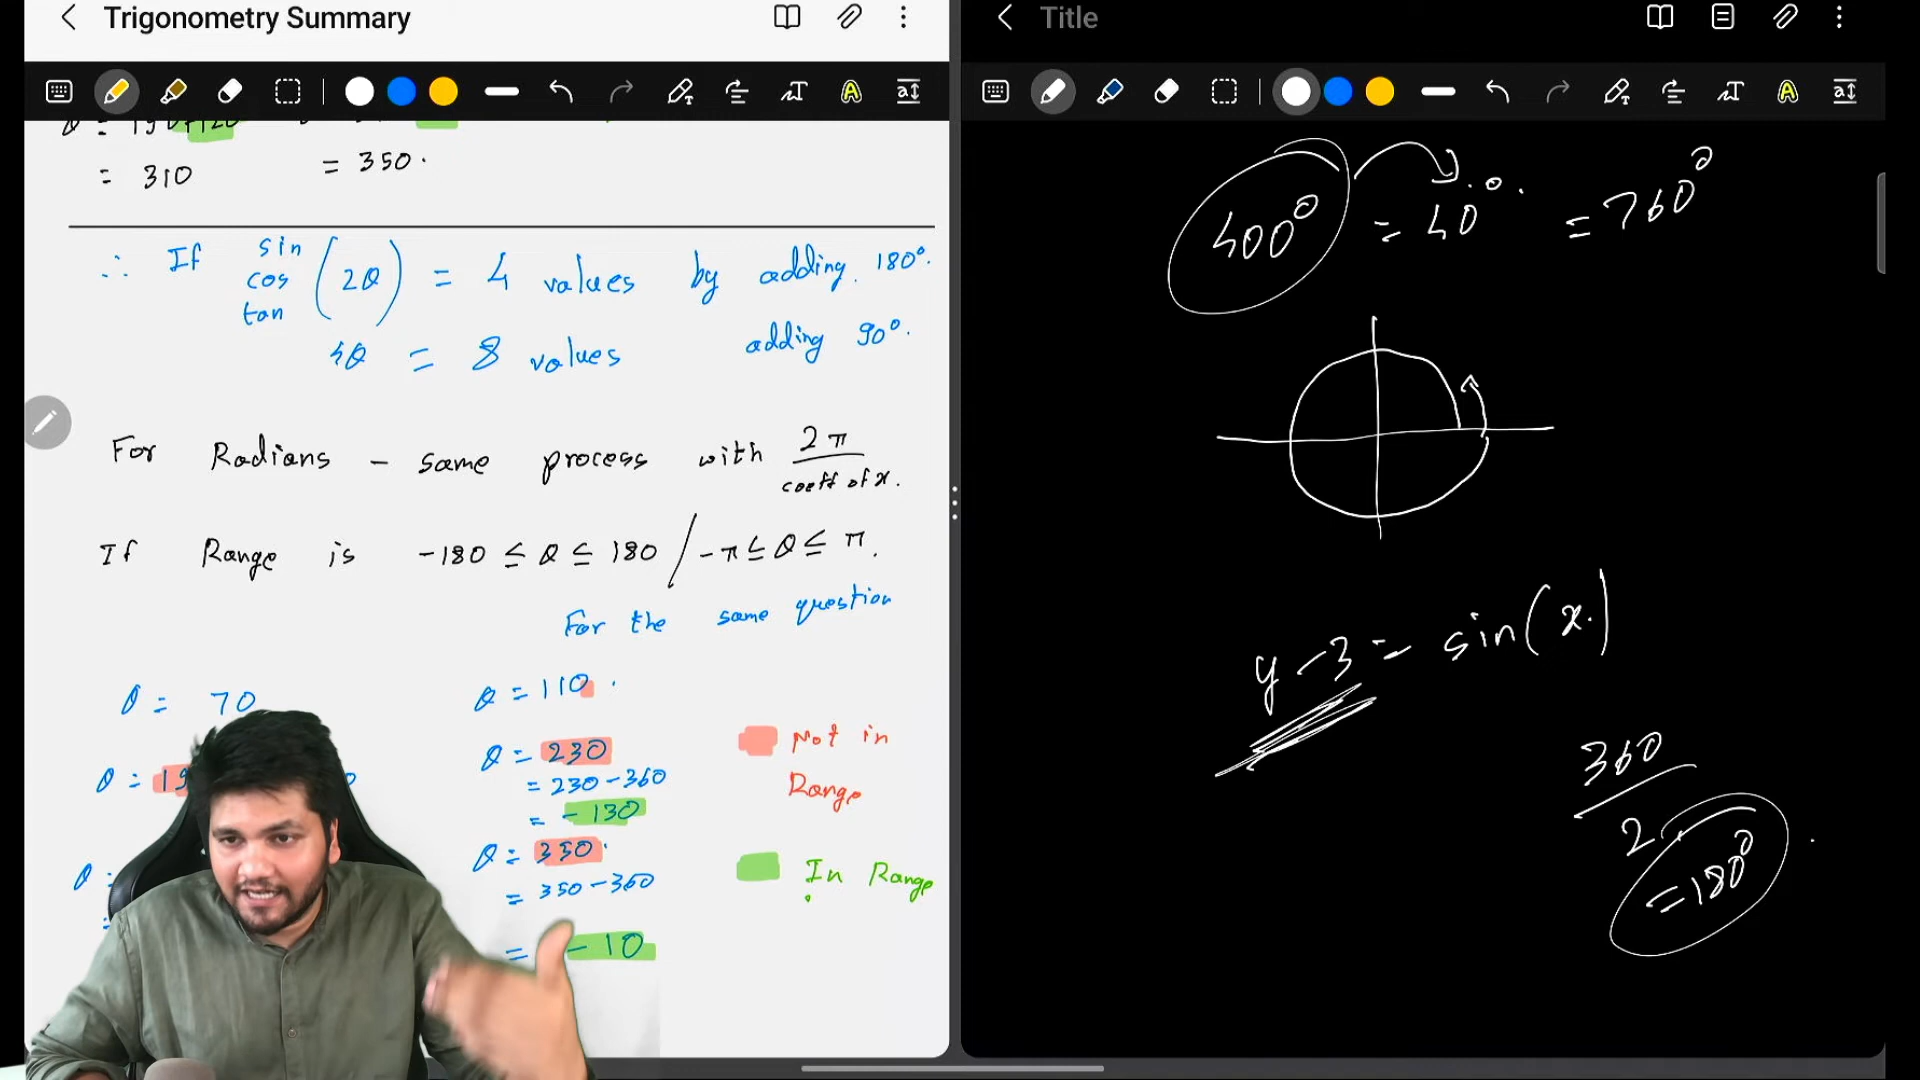 Trigonometry Summary
= 310
= 350.
∴ If sin cos tan (2θ) = 4 values by adding 180°.
4θ = 8 values adding 90°.
For Radians - same process with 2π / coeff of x.
If Range is -180 ≤ θ ≤ 180 / -π ≤ θ ≤ π.
For the same question
θ = 70
θ = 110.
θ = 230
= 230-360
= -130
θ = 350.
= 350-360
= -10
Not in
Range
In Range
Title
400° = 40° = 760°
y-3 = sin(x.)
360
2
=180°